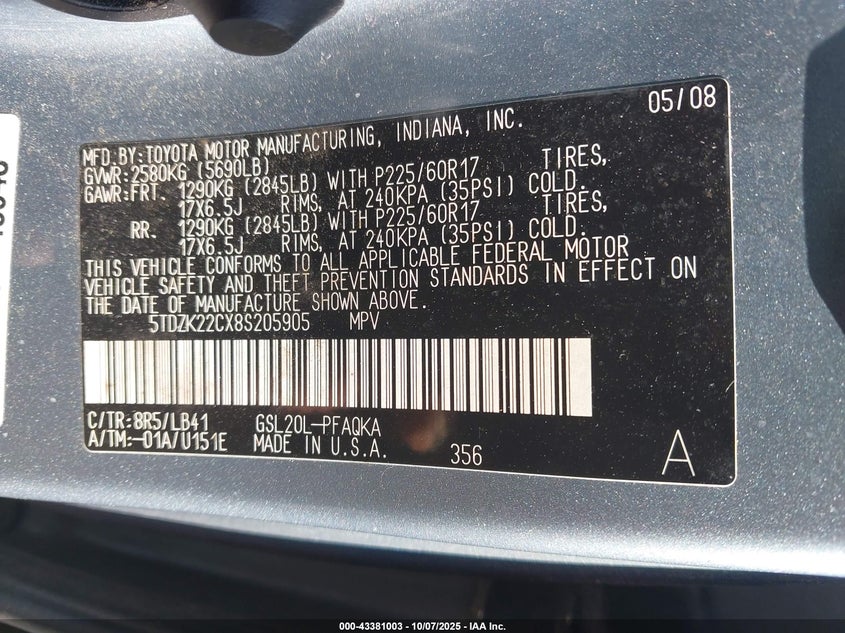 05/08
MFD.BY:TOYOTA MOTOR MANUFACTURING, INDIANA, INC.
GVWR:2580KG (5690LB)
GAWR:FRT. 1290KG (2845LB) WITH P225/60R17 TIRES,
17X6.5J RIMS, AT 240KPA (35PSI) COLD.
RR. 1290KG (2845LB) WITH P225/60R17 TIRES,
17X6.5J RIMS, AT 240KPA (35PSI) COLD.
THIS VEHICLE CONFORMS TO ALL APPLICABLE FEDERAL MOTOR
VEHICLE SAFETY AND THEFT PREVENTION STANDARDS IN EFFECT ON
THE DATE OF MANUFACTURE SHOWN ABOVE.
5TDZK22CX8S205905 MPV
C/TR:8R5/LB41 GSL20L-PFAQKA
A/TM:-01A/U151E MADE IN U.S.A. 356 A
000-43381003 - 10/07/2025 - IAA Inc.